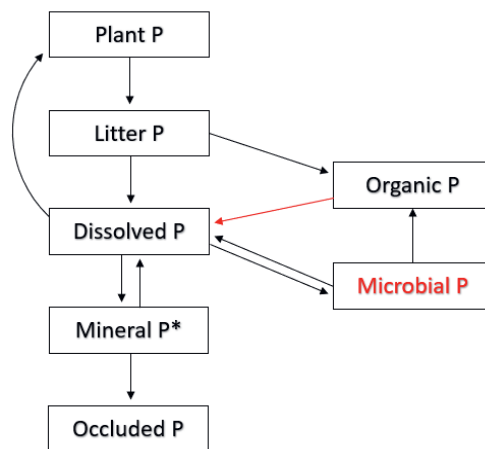 Plant P
Litter P
Organic P
Dissolved P
Microbial P
Mineral P*
Occluded P